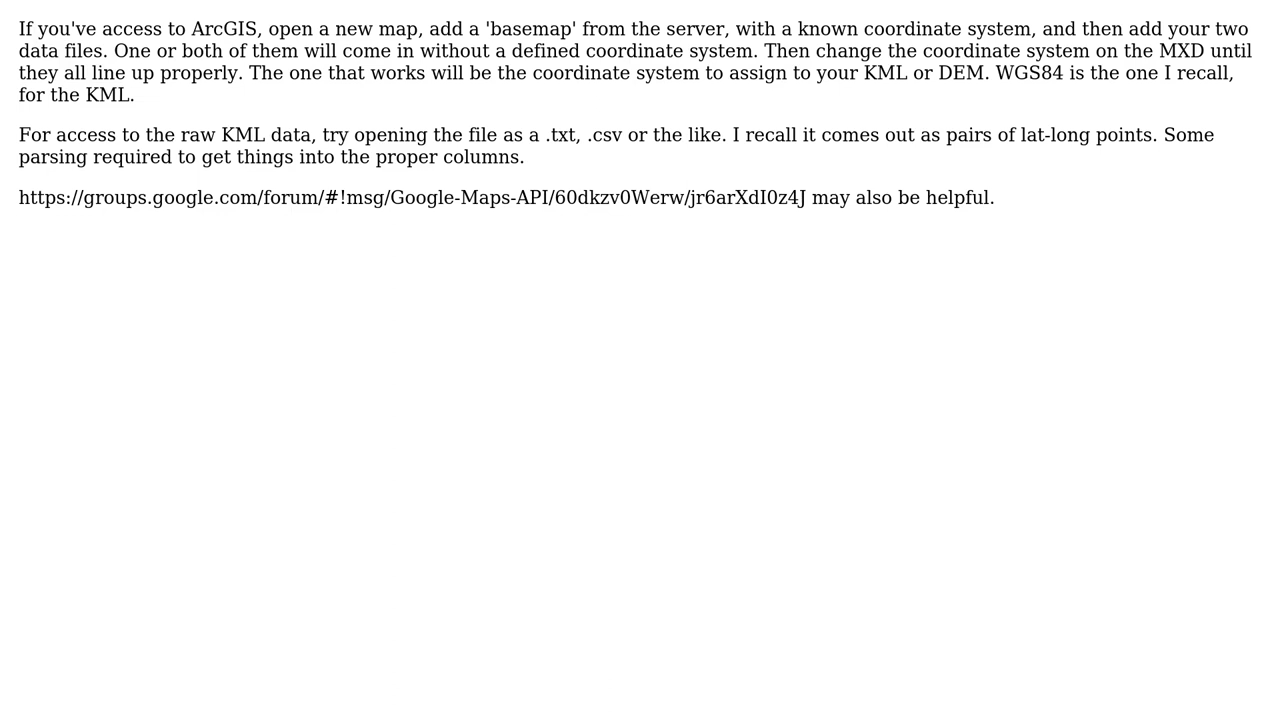 If you've access to ArcGIS, open a new map, add a 'basemap' from the server, with a known coordinate system, and then add your two
data files. One or both of them will come in without a defined coordinate system. Then change the coordinate system on the MXD until
they all line up properly. The one that works will be the coordinate system to assign to your KML or DEM. WGS84 is the one I recall,
for the KML.
For access to the raw KML data, try opening the file as a .txt, .csv or the like. I recall it comes out as pairs of lat-long points. Some
parsing required to get things into the proper columns.
https://groups.google.com/forum/#!msg/Google-Maps-API/60dkzv0Werw/jr6arXdI0z4J may also be helpful.